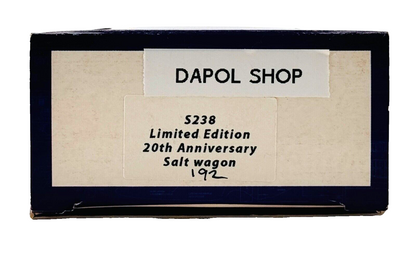 DAPOL SHOP
S238
Limited Edition
20th Anniversary
Salt wagon
192